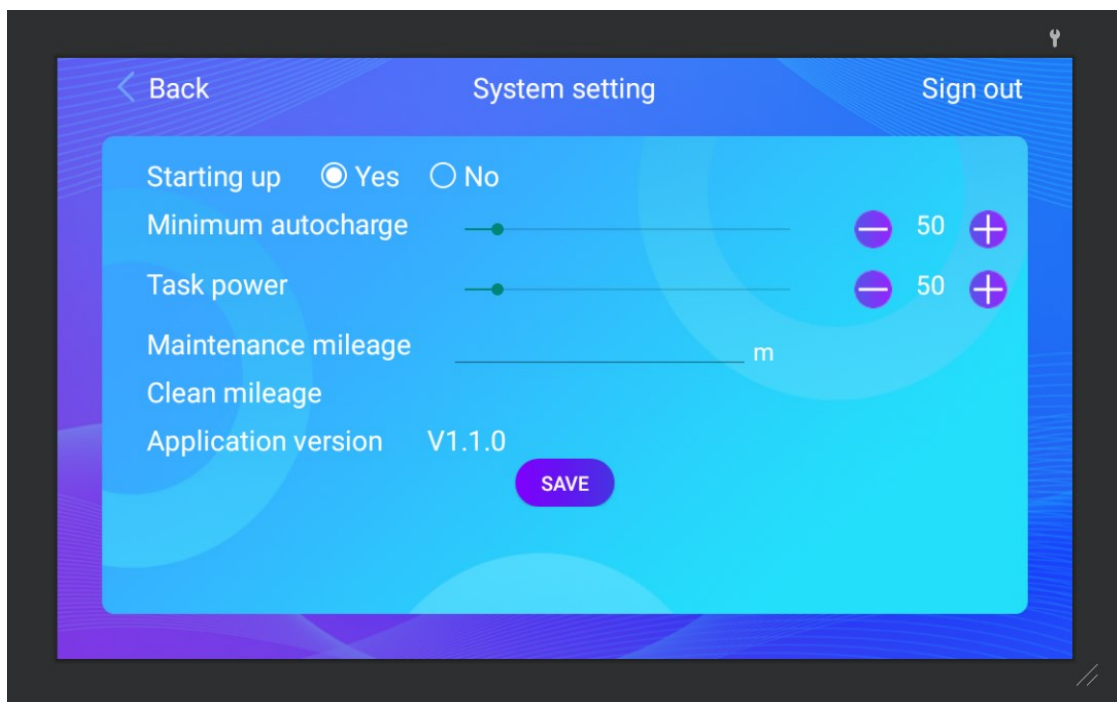 Back System setting Sign out
Starting up Yes No
Minimum autocharge 50
Task power 50
Maintenance mileage m
Clean mileage
Application version V1.1.0
SAVE